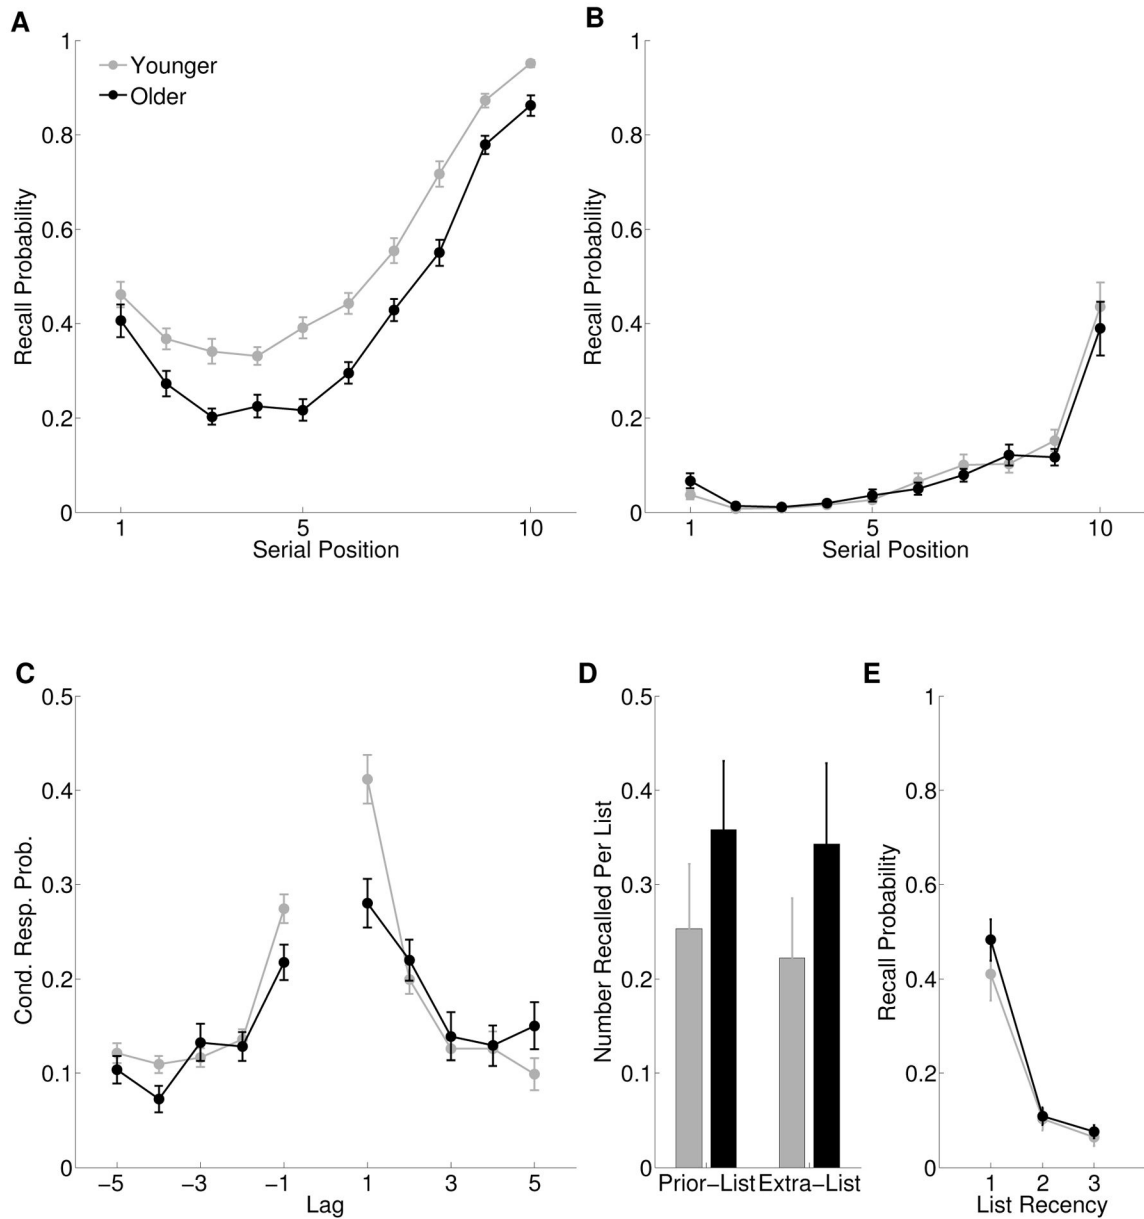 A
1
0.8
0.6
0.4
0.2
0
Recall Probability
Younger
Older
1
5
10
Serial Position
B
1
0.8
0.6
0.4
0.2
0
Recall Probability
1
5
10
Serial Position
C
0.5
0.4
0.3
0.2
0.1
0
Cond. Resp. Prob.
−5
−3
−1
1
3
5
Lag
D
0.5
0.4
0.3
0.2
0.1
0
Number Recalled Per List
Prior−List
Extra−List
E
1
0.8
0.6
0.4
0.2
0
Recall Probability
1
2
3
List Recency